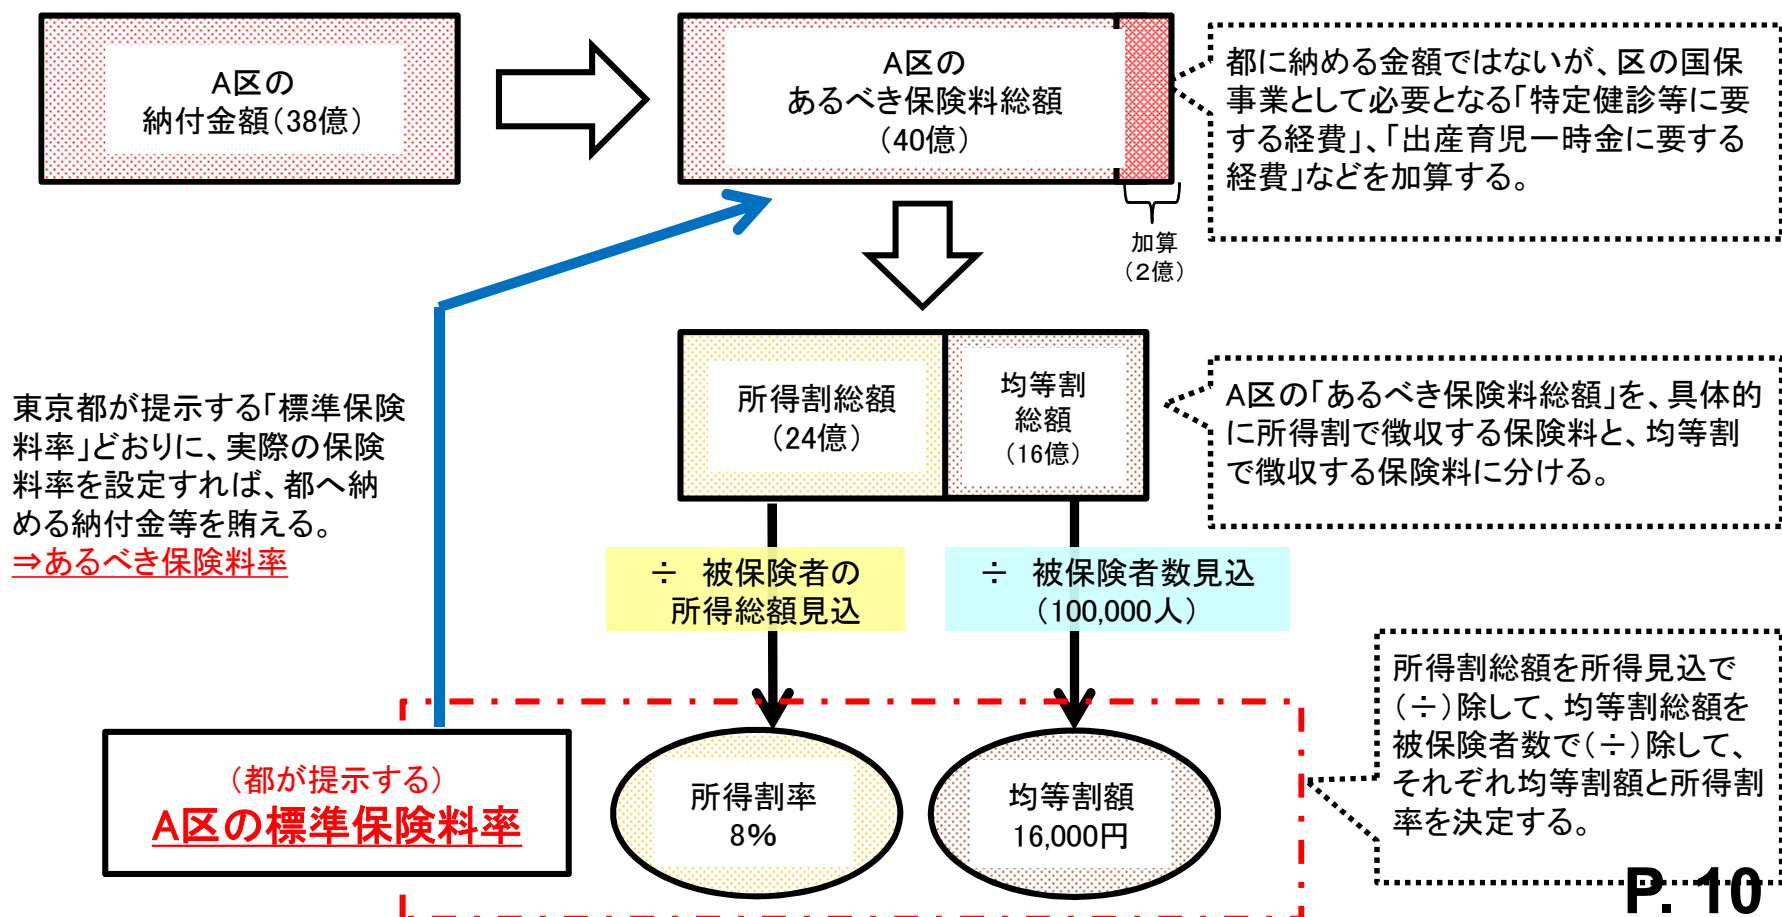 A区の
納付金額(38億)
A区の
あるべき保険料総額
(40億)
都に納める金額ではないが、区の国保
事業として必要となる「特定健診等に要
する経費」、「出産育児一時金に要する
経費」などを加算する。
加算
(2億)
所得割総額
(24億)
均等割
総額
(16億)
A区の「あるべき保険料総額」を、具体的
に所得割で徴収する保険料と、均等割
で徴収する保険料に分ける。
東京都が提示する「標準保険
料率」どおりに、実際の保険
料率を設定すれば、都へ納
める納付金等を賄える。
⇒あるべき保険料率
÷ 被保険者の
所得総額見込
÷ 被保険者数見込
(100,000人)
所得割総額を所得見込で
(÷)除して、均等割総額を
被保険者数で(÷)除して、
それぞれ均等割額と所得割
率を決定する。
(都が提示する)
A区の標準保険料率
所得割率
8%
均等割額
16,000円
P. 10